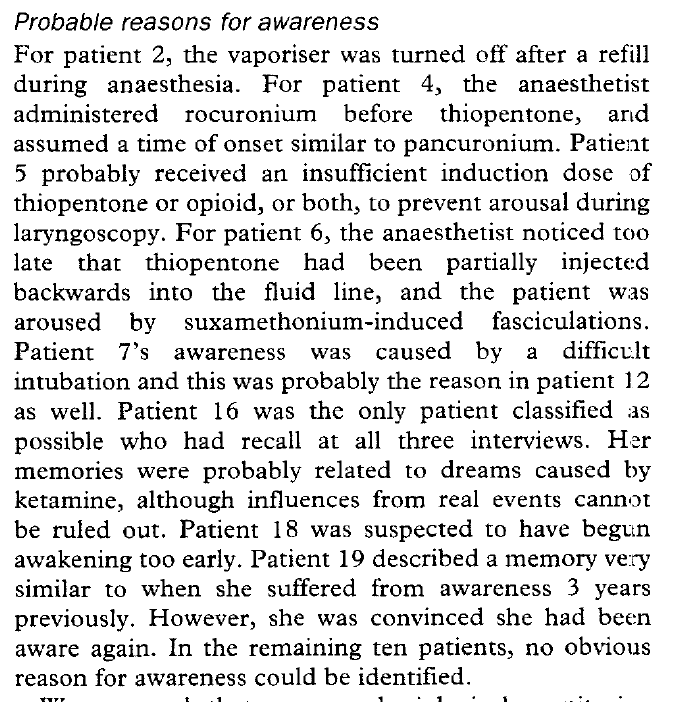 Probable reasons for awareness
For patient 2, the vaporiser was turned off after a refill
during anaesthesia. For patient 4, the anaesthetist
administered rocuronium before thiopentone, and
assumed a time of onset similar to pancuronium. Patient
5 probably received an insufficient induction dose of
thiopentone or opioid, or both, to prevent arousal during
laryngoscopy. For patient 6, the anaesthetist noticed too
late that thiopentone had been partially injected
backwards into the fluid line, and the patient was
aroused by suxamethonium-induced fasciculations.
Patient 7's awareness was caused by a difficult
intubation and this was probably the reason in patient 12
as well. Patient 16 was the only patient classified as
possible who had recall at all three interviews. Her
memories were probably related to dreams caused by
ketamine, although influences from real events cannot
be ruled out. Patient 18 was suspected to have begun
awakening too early. Patient 19 described a memory very
similar to when she suffered from awareness 3 years
previously. However, she was convinced she had been
aware again. In the remaining ten patients, no obvious
reason for awareness could be identified.